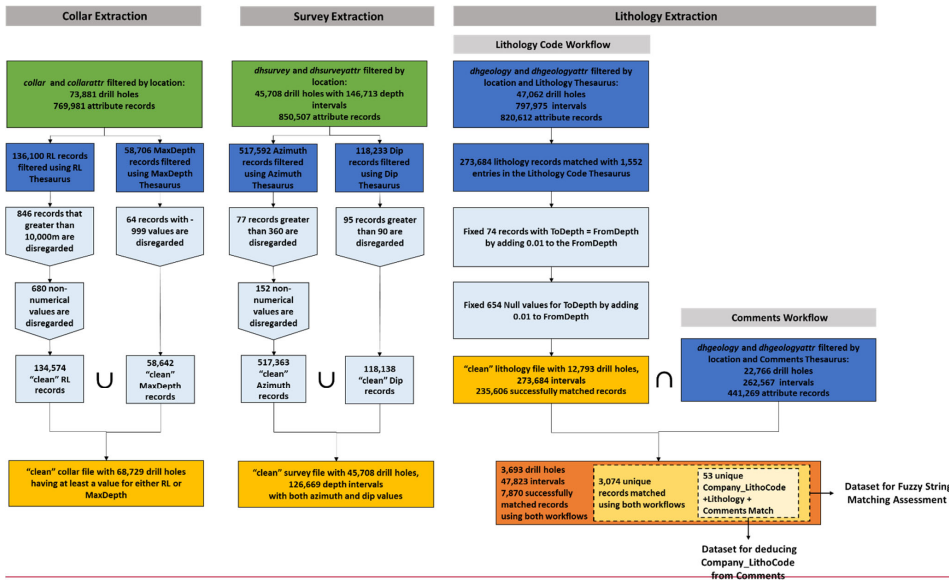 Collar Extraction
collar and collarattr filtered by location:
73,881 drill holes
769,981 attribute records
136,100 RL records
filtered using RL
Thesaurus
58,706 MaxDepth
records filtered
using MaxDepth
Thesaurus
846 records that
greater than
10,000m are
disregarded
64 records with -
999 values are
disregarded
680 non-
numerical
values are
disregarded
134,574
“clean” RL
records
∪
58,642
“clean”
MaxDepth
records
“clean” collar file with 68,729 drill holes
having at least a value for either RL or
MaxDepth
Survey Extraction
dhsurvey and dhsurveyattr filtered by
location:
45,708 drill holes with 146,713 depth
intervals
850,507 attribute records
517,592 Azimuth
records filtered
using Azimuth
Thesaurus
118,233 Dip
records filtered
using Dip
Thesaurus
77 records greater
than 360 are
disregarded
95 records greater
than 90 are
disregarded
152 non-
numerical
values are
disregarded
517,363
“clean”
Azimuth
records
∪
118,138
“clean” Dip
records
“clean” survey file with 45,708 drill holes,
126,669 depth intervals
with both azimuth and dip values
Lithology Extraction
Lithology Code Workflow
dhgeology and dhgeologyattr filtered by
location and Lithology Thesaurus:
47,062 drill holes
797,975 intervals
820,612 attribute records
273,684 lithology records matched with 1,552
entries in the Lithology Code Thesaurus
Fixed 74 records with ToDepth = FromDepth
by adding 0.01 to the FromDepth
Fixed 654 Null values for ToDepth by adding
0.01 to FromDepth
“clean” lithology file with 12,793 drill holes,
273,684 intervals
235,606 successfully matched records
∩
Comments Workflow
dhgeology and dhgeologyattr filtered by
location and Comments Thesaurus:
22,766 drill holes
262,567 intervals
441,269 attribute records
3,693 drill holes
47,823 intervals
7,870 successfully
matched records
using both workflows
3,074 unique
records matched
using both workflows
53 unique
Company_LithoCode
+Lithology +
Comments Match
Dataset for Fuzzy String
Matching Assessment
Dataset for deducing
Company_LithoCode
from Comments